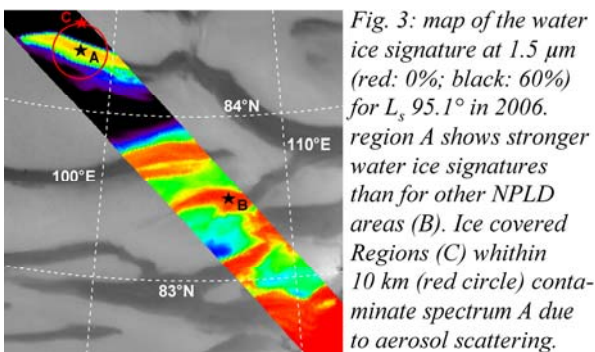 C
A
84°N
110°E
100°E
B
83°N
Fig. 3: map of the water
ice signature at 1.5 µm
(red: 0%; black: 60%)
for Ls 95.1° in 2006.
region A shows stronger
water ice signatures
than for other NPLD
areas (B). Ice covered
Regions (C) whithin
10 km (red circle) conta-
minate spectrum A due
to aerosol scattering.